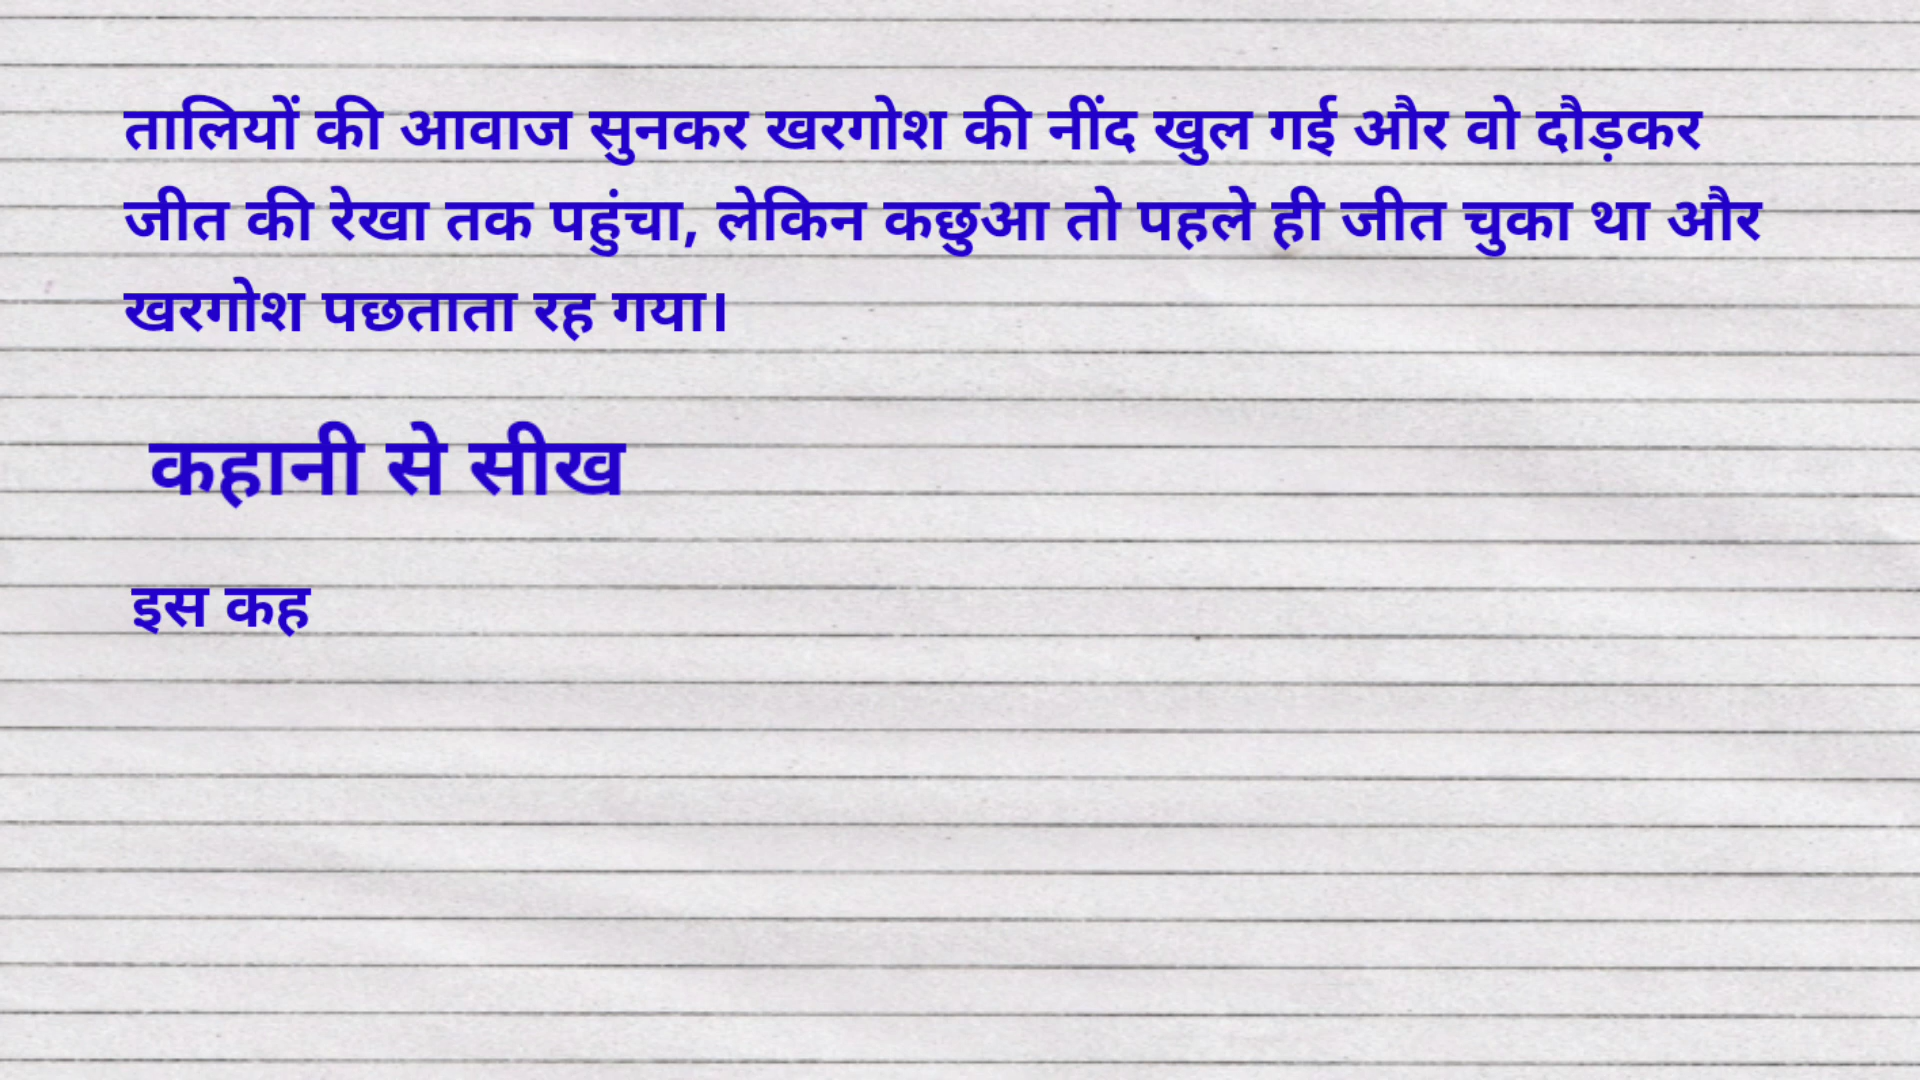 तालियों की आवाज सुनकर खरगोश की नींद खुल गई और वो दौड़कर
जीत की रेखा तक पहुंचा, लेकिन कछुआ तो पहले ही जीत चुका था और
खरगोश पछताता रह गया।
कहानी से सीख
इस कह